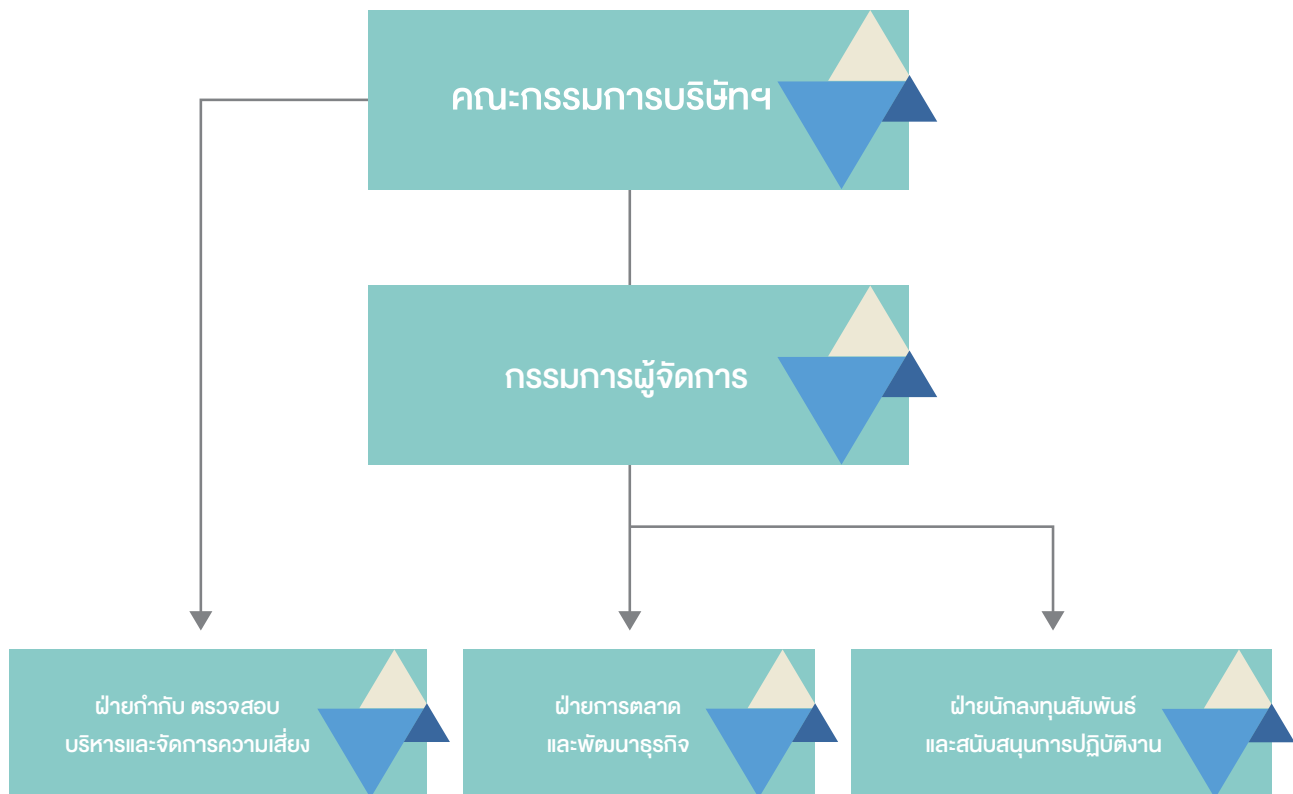 คณะกรรมการบริษัทฯ
กรรมการผู้จัดการ
ฝ่ายกำกับ ตรวจสอบ
บริหารและจัดการความเสี่ยง
ฝ่ายการตลาด
และพัฒนาธุรกิจ
ฝ่ายนักลงทุนสัมพันธ์
และสนับสนุนการปฏิบัติงาน